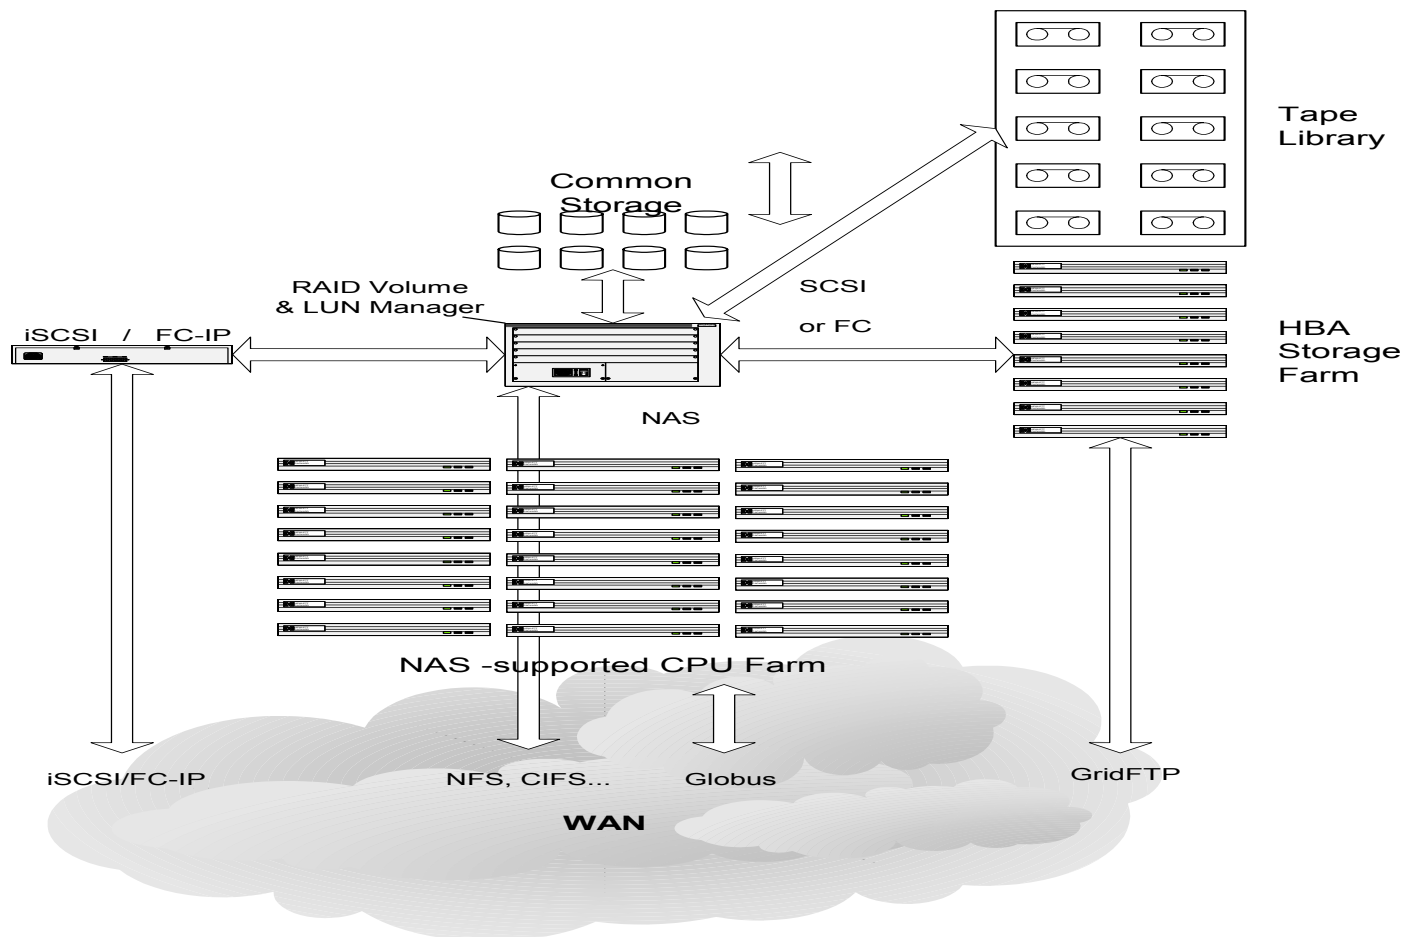 Tape
Library
Common
Storage
RAID Volume
& LUN Manager
SCSI
or FC
iSCSI / FC-IP
HBA
Storage
Farm
NAS
NAS -supported CPU Farm
iSCSI/FC-IP
NFS, CIFS...
Globus
GridFTP
WAN